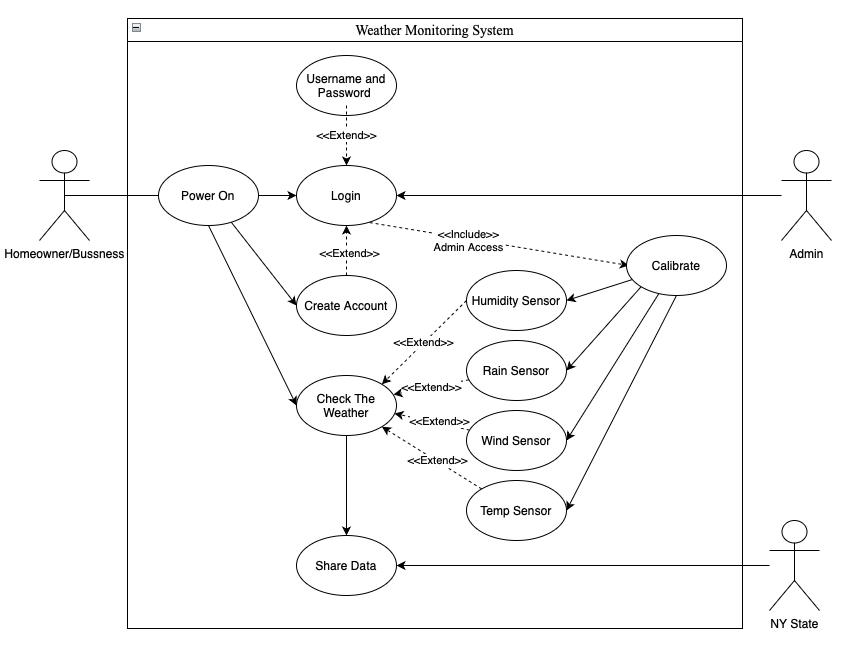 Weather Monitoring System
Username and
Password
<<Extend>>
Power On
Login
Homeowner/Bussness
Admin
<<Include>>
Admin Access
<<Extend>>
Calibrate
Create Account
Humidity Sensor
<<Extend>>
Rain Sensor
<<Extend>>
Check The
Weather
<<Extend>>
Wind Sensor
<<Extend>>
Temp Sensor
Share Data
NY State